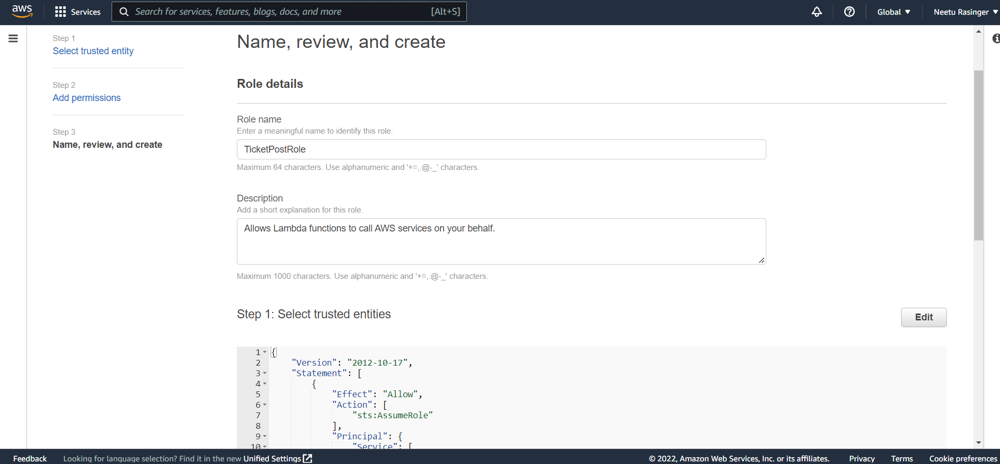 aws
Services
Search for services, features, blogs, docs, and more
[Alt+S]
Global
Neetu Rasinger
Step 1
Select trusted entity
Step 2
Add permissions
Step 3
Name, review, and create
Name, review, and create
Role details
Role name
Enter a meaningful name to identify this role.
TicketPostRole
Maximum 64 characters. Use alphanumeric and '+=,.@-_' characters.
Description
Add a short explanation for this role.
Allows Lambda functions to call AWS services on your behalf.
Maximum 1000 characters. Use alphanumeric and '+=,.@-_' characters.
Step 1: Select trusted entities
Edit
1 {
2 "Version": "2012-10-17",
3 "Statement": [
4 {
5 "Effect": "Allow",
6 "Action": [
7 "sts:AssumeRole"
8 ],
9 "Principal": {
10 "Service": [
Feedback
Looking for language selection? Find it in the new Unified Settings
© 2022, Amazon Web Services, Inc. or its affiliates.
Privacy
Terms
Cookie preferences